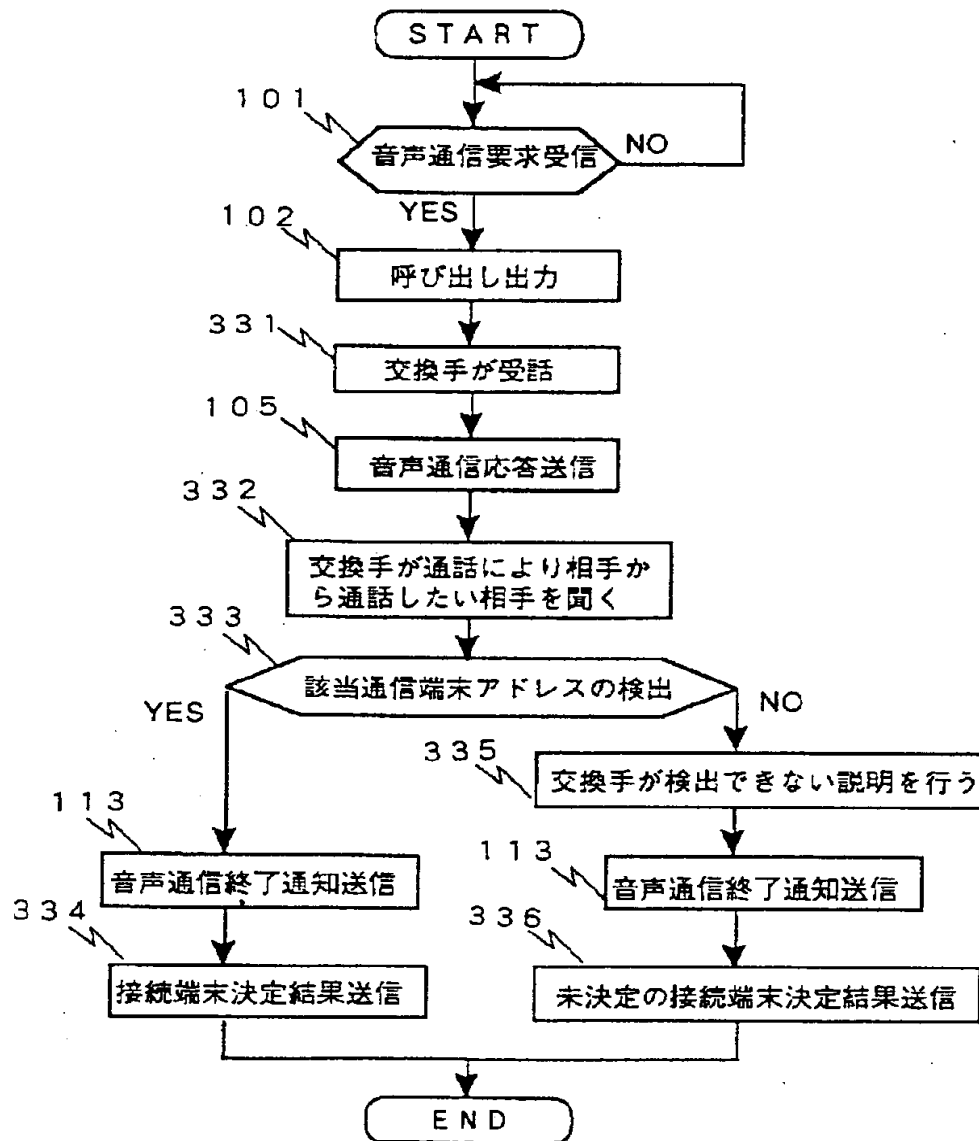 START
101
音声通信要求受信
NO
YES
102
呼び出し出力
331
交換手が受話
105
音声通信応答送信
332
交換手が通話により相手か
ら通話したい相手を聞く
333
該当通信端末アドレスの検出
YES
NO
335
交換手が検出できない説明を行う
113
音声通信終了通知送信
113
音声通信終了通知送信
334
接続端末決定結果送信
336
未決定の接続端末決定結果送信
END